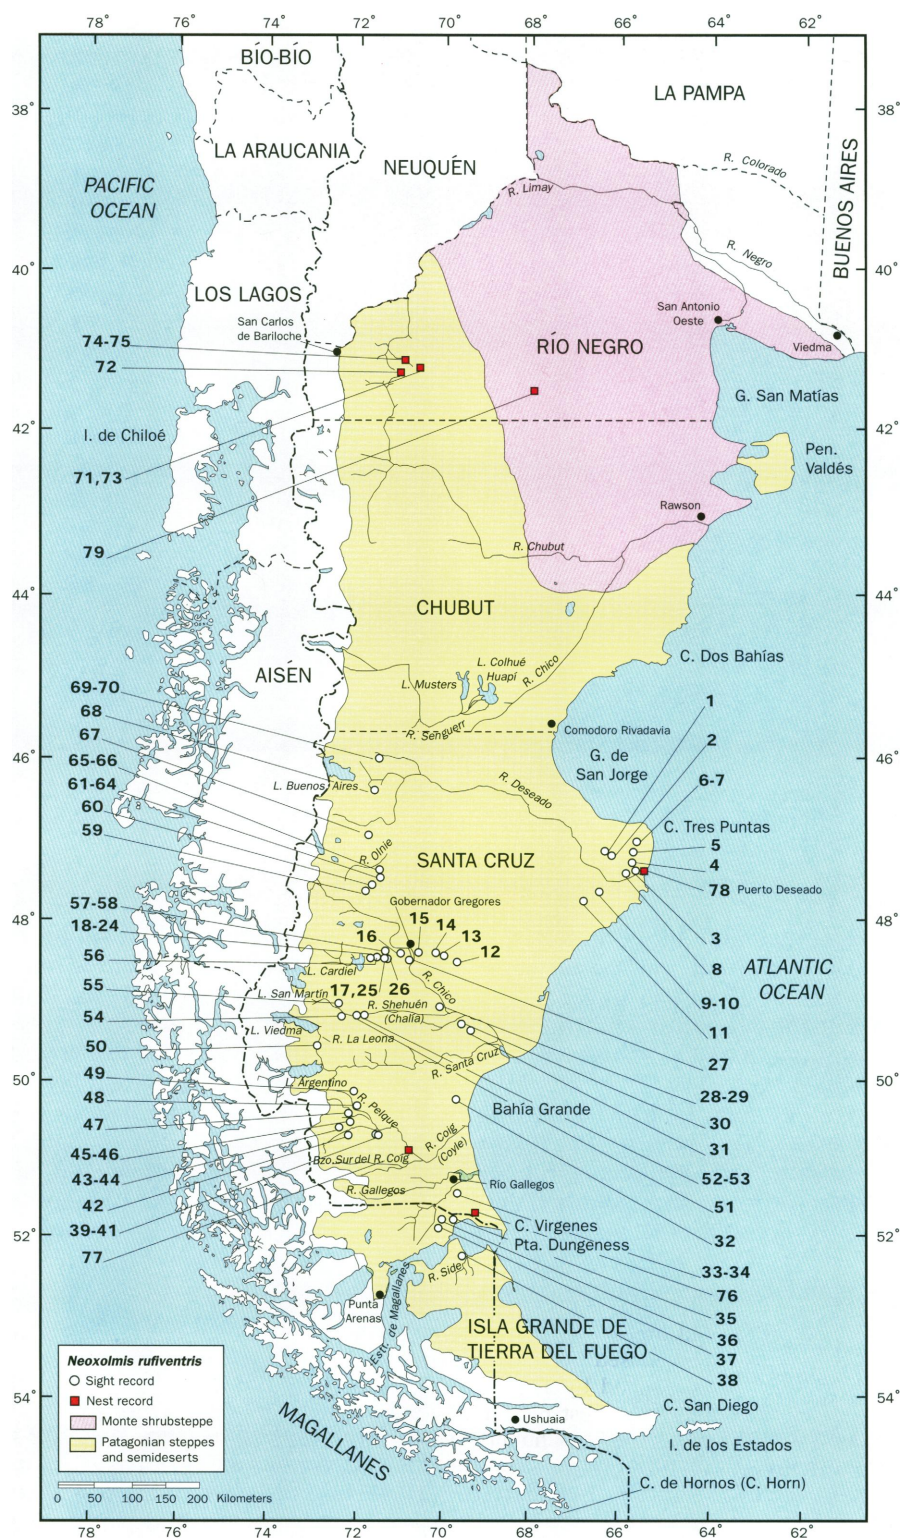 78° 76° 74° 72° 70° 68° 66° 64° 62°
BÍO-BÍO
LA PAMPA
38° 38°
LA ARAUCANIA
NEUQUÉN
R. Colorado
PACIFIC
OCEAN
R. Limay
BUENOS AIRES
R. Negro
40° 40°
LOS LAGOS
San Carlos
de Bariloche
San Antonio
Oeste
74-75
72
RÍO NEGRO
Viedma
G. San Matías
42° 42°
I. de Chiloé
Pen.
Valdés
71,73
Rawson
79
R. Chubut
44° 44°
CHUBUT
C. Dos Bahías
L. Colhué
Huapí
R. Chico
L. Musters
AISÉN
69-70
68
67
65-66
61-64
60
59
R. Senguerr
Comodoro Rivadavia
1
2
6-7
46° 46°
G. de
San Jorge
L. Buenos Aires
R. Deseado
C. Tres Puntas
5
4
78 Puerto Deseado
R. Olnie
SANTA CRUZ
Gobernador Gregores
57-58
18-24
56
55
54
50
49
48
47
45-46
43-44
42
39-41
77
48° 48°
15
14
16
13
12
3
8
9-10
11
ATLANTIC
OCEAN
L. Cardiel
17,25 26
R. Chico
L. San Martín
R. Shehuén
(Chalía)
L. Viedma
R. La Leona
R. Santa Cruz
27
28-29
30
31
52-53
51
32
33-34
76
35
36
37
38
50° 50°
L. Argentino
Bahía Grande
R. Pelque
R. Coig
(Coyle)
Bzo. Sur del R. Coig
Río Gallegos
R. Gallegos
52° 52°
C. Virgenes
Pta. Dungeness
R. Side
Punta
Arenas
Estr. de Magallanes
ISLA GRANDE DE
TIERRA DEL FUEGO
54° 54°
C. San Diego
Ushuaia
I. de los Estados
MAGALLANES
C. de Hornos (C. Horn)
Neoxolmis rufiventris
Sight record
Nest record
Monte shrubsteppe
Patagonian steppes
and semideserts
0 50 100 150 200 Kilometers
78° 76° 74° 72° 70° 68° 66° 64° 62°